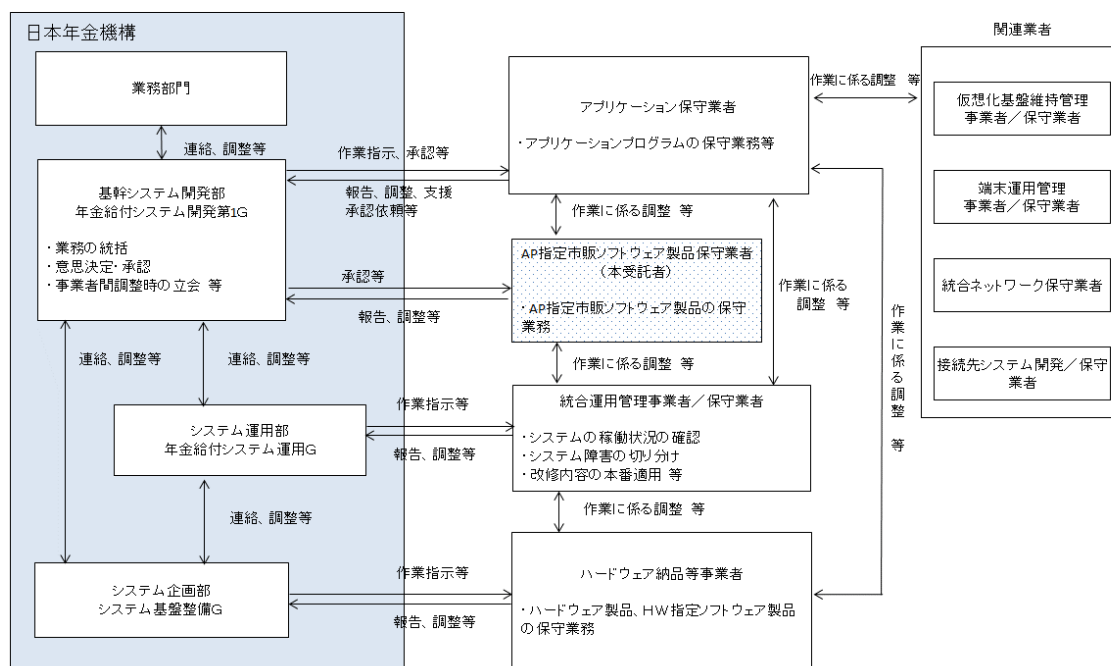 日本年金機構
業務部門
連絡、調整等
基幹システム開発部
年金給付システム開発第1G
・業務の統括
・意思決定・承認
・事業者間調整時の立会 等
連絡、調整等
連絡、調整等
システム運用部
年金給付システム運用G
連絡、調整等
システム企画部
システム基盤整備G
作業指示、承認等
報告、調整、支援
承認依頼等
承認等
報告、調整等
作業指示等
報告、調整等
作業指示等
報告、調整等
アプリケーション保守業者
・アプリケーションプログラムの保守業務等
作業に係る調整 等
AP指定市販ソフトウェア製品保守業者
（本受託者）
・AP指定市販ソフトウェア製品の保守
業務
作業に係る調整 等
統合運用管理事業者／保守業者
・システムの稼働状況の確認
・システム障害の切り分け
・改修内容の本番適用 等
作業に係る調整 等
ハードウェア納品等事業者
・ハードウェア製品、HW指定ソフトウェア製品
の保守業務
作業に係る
調整 等
作業に係る調整 等
作業に係る調整 等
関連業者
仮想化基盤維持管理
事業者／保守業者
端末運用管理
事業者／保守業者
統合ネットワーク保守業者
接続先システム開発／保守
業者